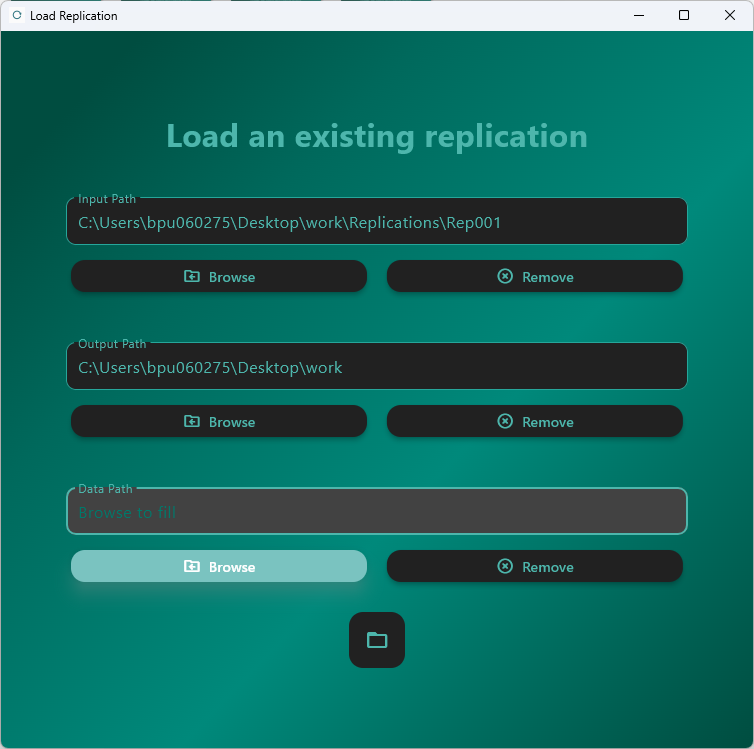 Load Replication
Load an existing replication
Input Path
C:\Users\bpu060275\Desktop\work\Replications\Rep001
Browse
Remove
Output Path
C:\Users\bpu060275\Desktop\work
Browse
Remove
Data Path
Browse to fill
Browse
Remove